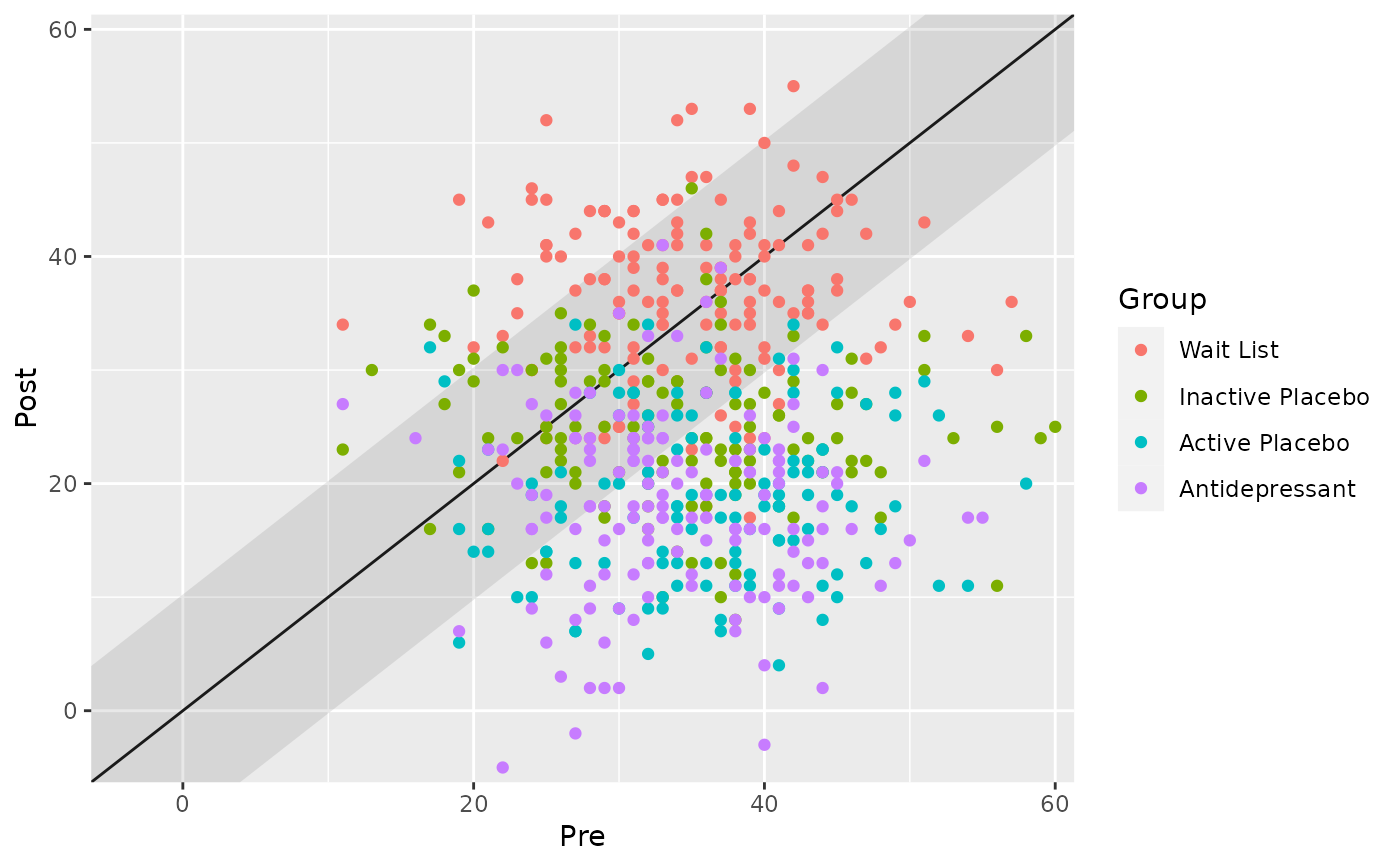 60
40
20
0
0 20 40 60
Pre
Post
Group
Wait List
Inactive Placebo
Active Placebo
Antidepressant